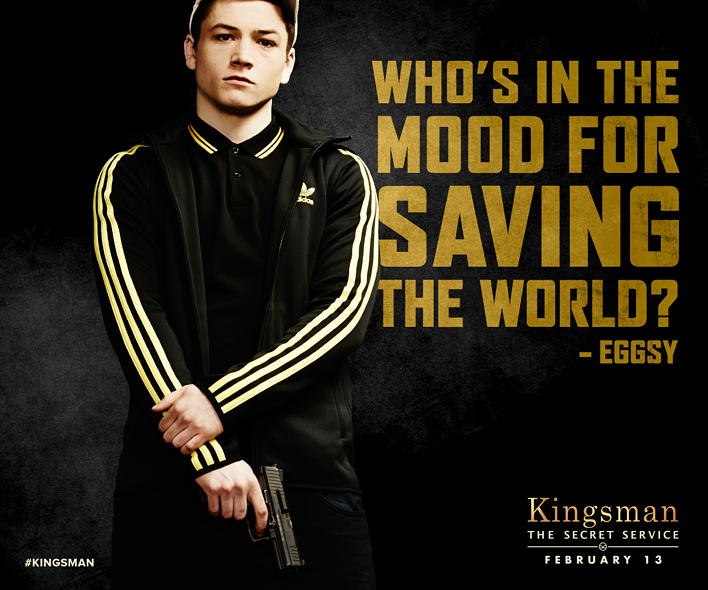 WHO'S IN THE
MOOD FOR
SAVING
THE WORLD?
- EGGSY
adidas
Kingsman
THE SECRET SERVICE
FEBRUARY 13
#KINGSMAN